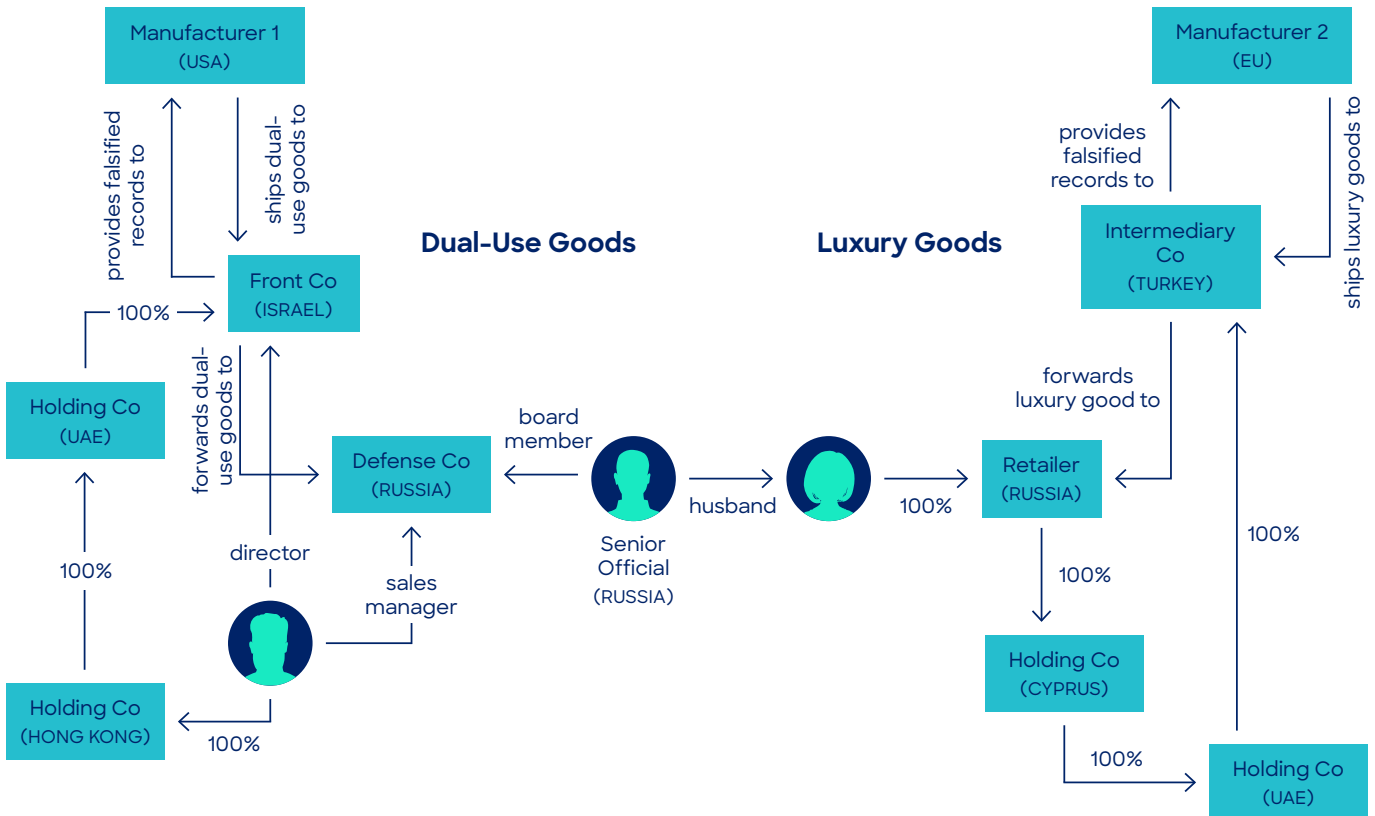 Manufacturer 1
(USA)
provides falsified
records to
ships dual-
use goods to
Front Co
(ISRAEL)
100%
Holding Co
(UAE)
forwards dual-
use goods to
100%
director
Holding Co
(HONG KONG)
100%
Dual-Use Goods
Defense Co
(RUSSIA)
sales
manager
board
member
Senior
Official
(RUSSIA)
husband
Luxury Goods
Manufacturer 2
(EU)
provides
falsified
records to
ships luxury goods to
Intermediary
Co
(TURKEY)
forwards
luxury good to
100%
Retailer
(RUSSIA)
100%
100%
Holding Co
(CYPRUS)
100%
Holding Co
(UAE)